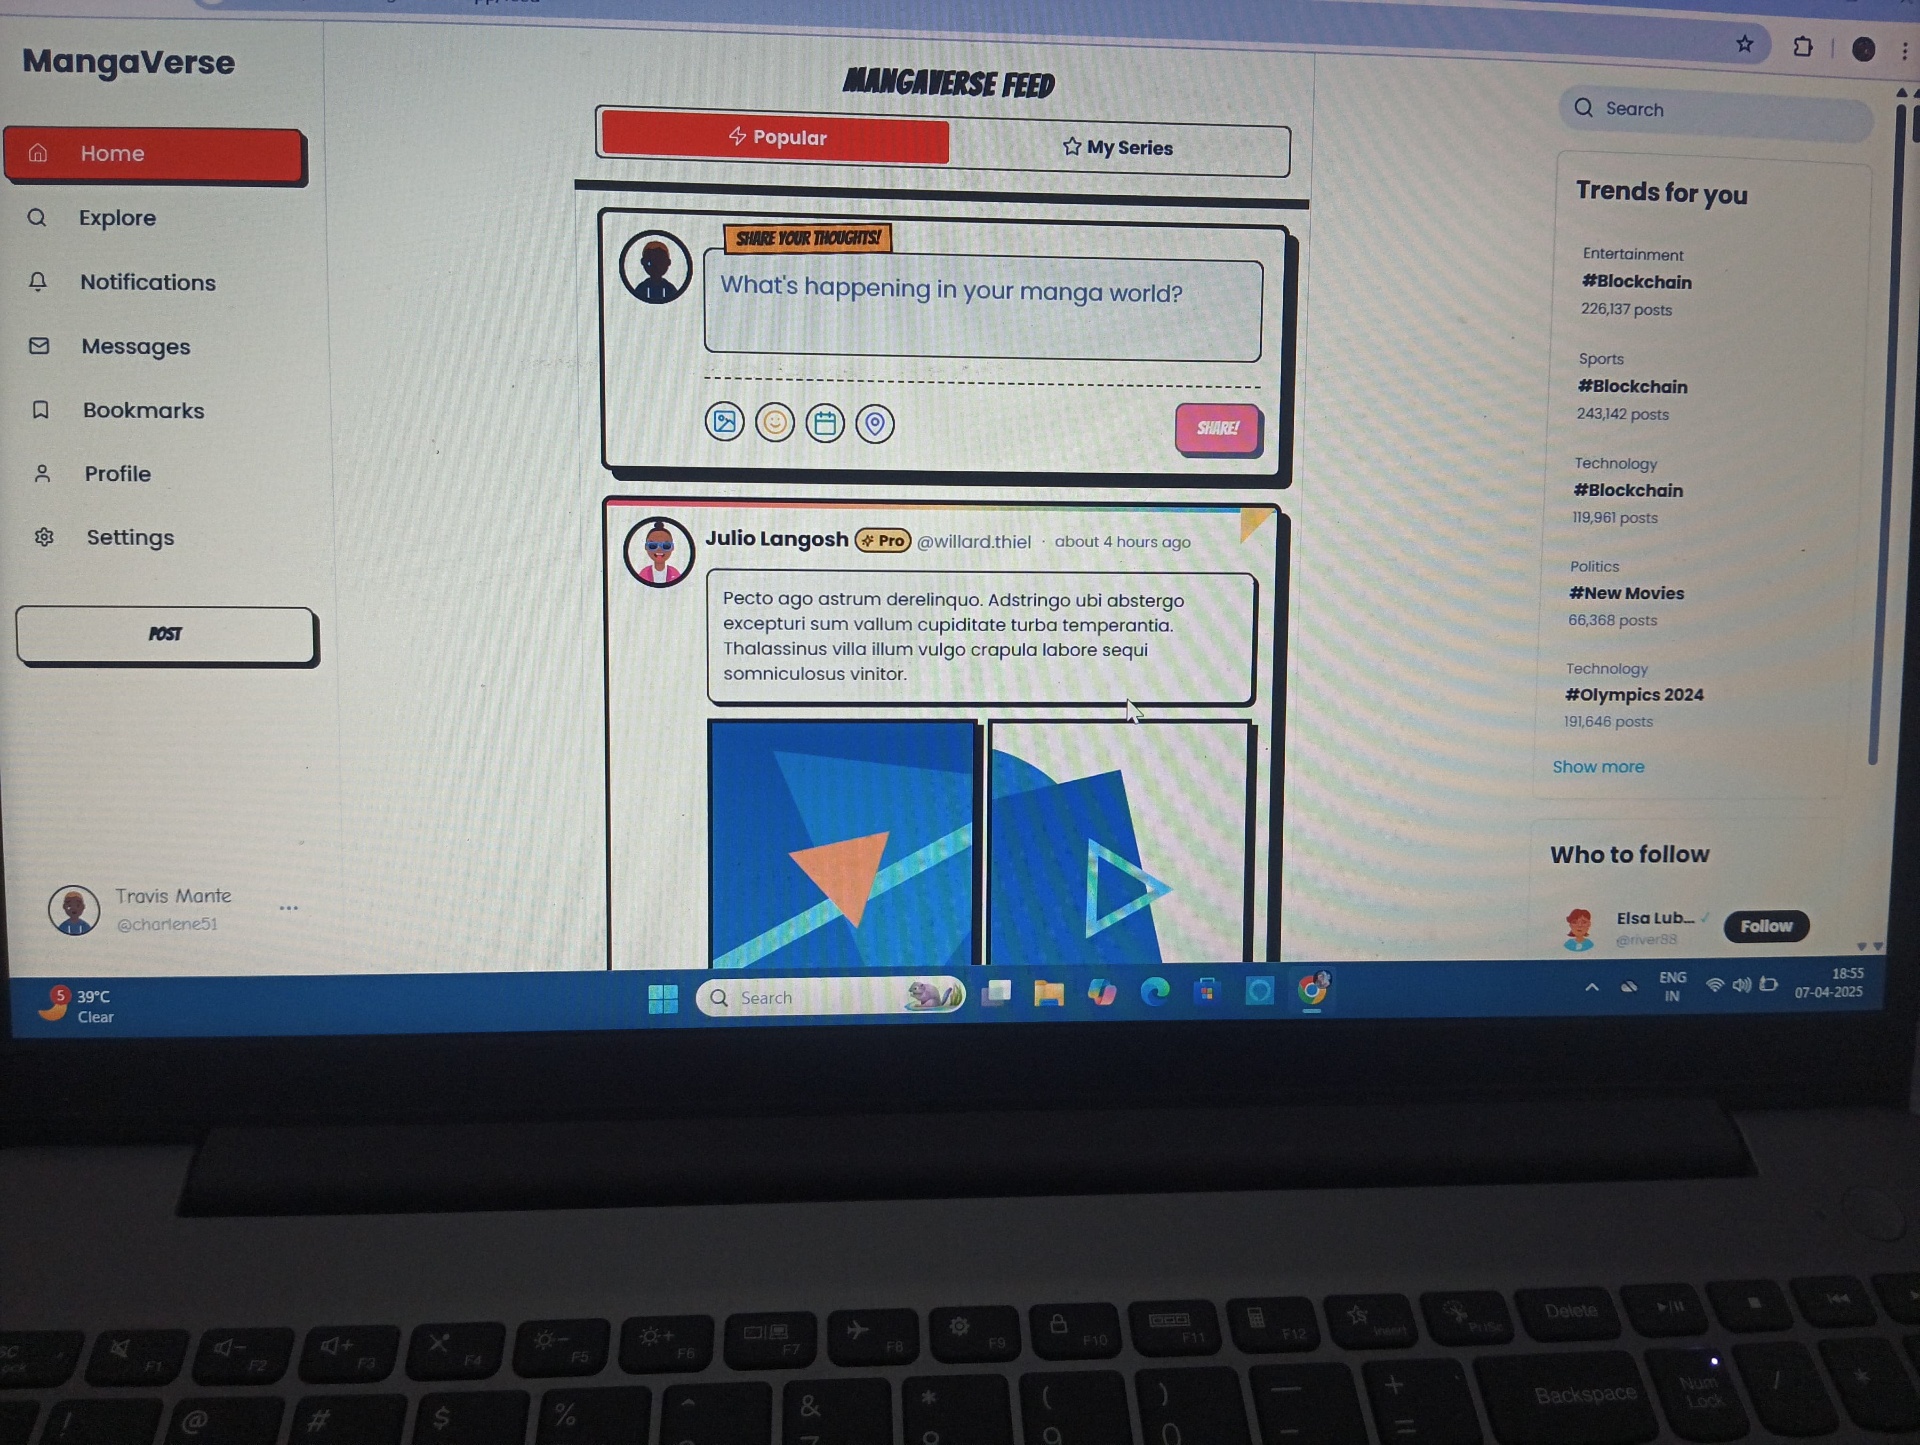 MangaVerse
Home
Explore
Notifications
Messages
Bookmarks
Profile
Settings
POST
Travis Mante
@charlene51
MANGAVERSE FEED
Popular
My Series
SHARE YOUR THOUGHTS!
What's happening in your manga world?
SHARE!
Julio Langosh Pro @willard.thiel · about 4 hours ago
Pecto ago astrum derelinquo. Adstringo ubi abstergo
excepturi sum vallum cupiditate turba temperantia.
Thalassinus villa illum vulgo crapula labore sequi
somniculosus vinitor.
Search
Trends for you
Entertainment
#Blockchain
226,137 posts
Sports
#Blockchain
243,142 posts
Technology
#Blockchain
119,961 posts
Politics
#New Movies
66,368 posts
Technology
#Olympics 2024
191,646 posts
Show more
Who to follow
Elsa Lub...
@river88
Follow
5
39°C
Clear
Search
ENG
IN
18:55
07-04-2025
F1 F2 F3 F4 F5 F6 F7 F8 F9 F10 F11 F12 Insert PrtSc Delete
! @ # $ % ^ & * ( ) — + Backspace Num / *
Lock
9 0 – =